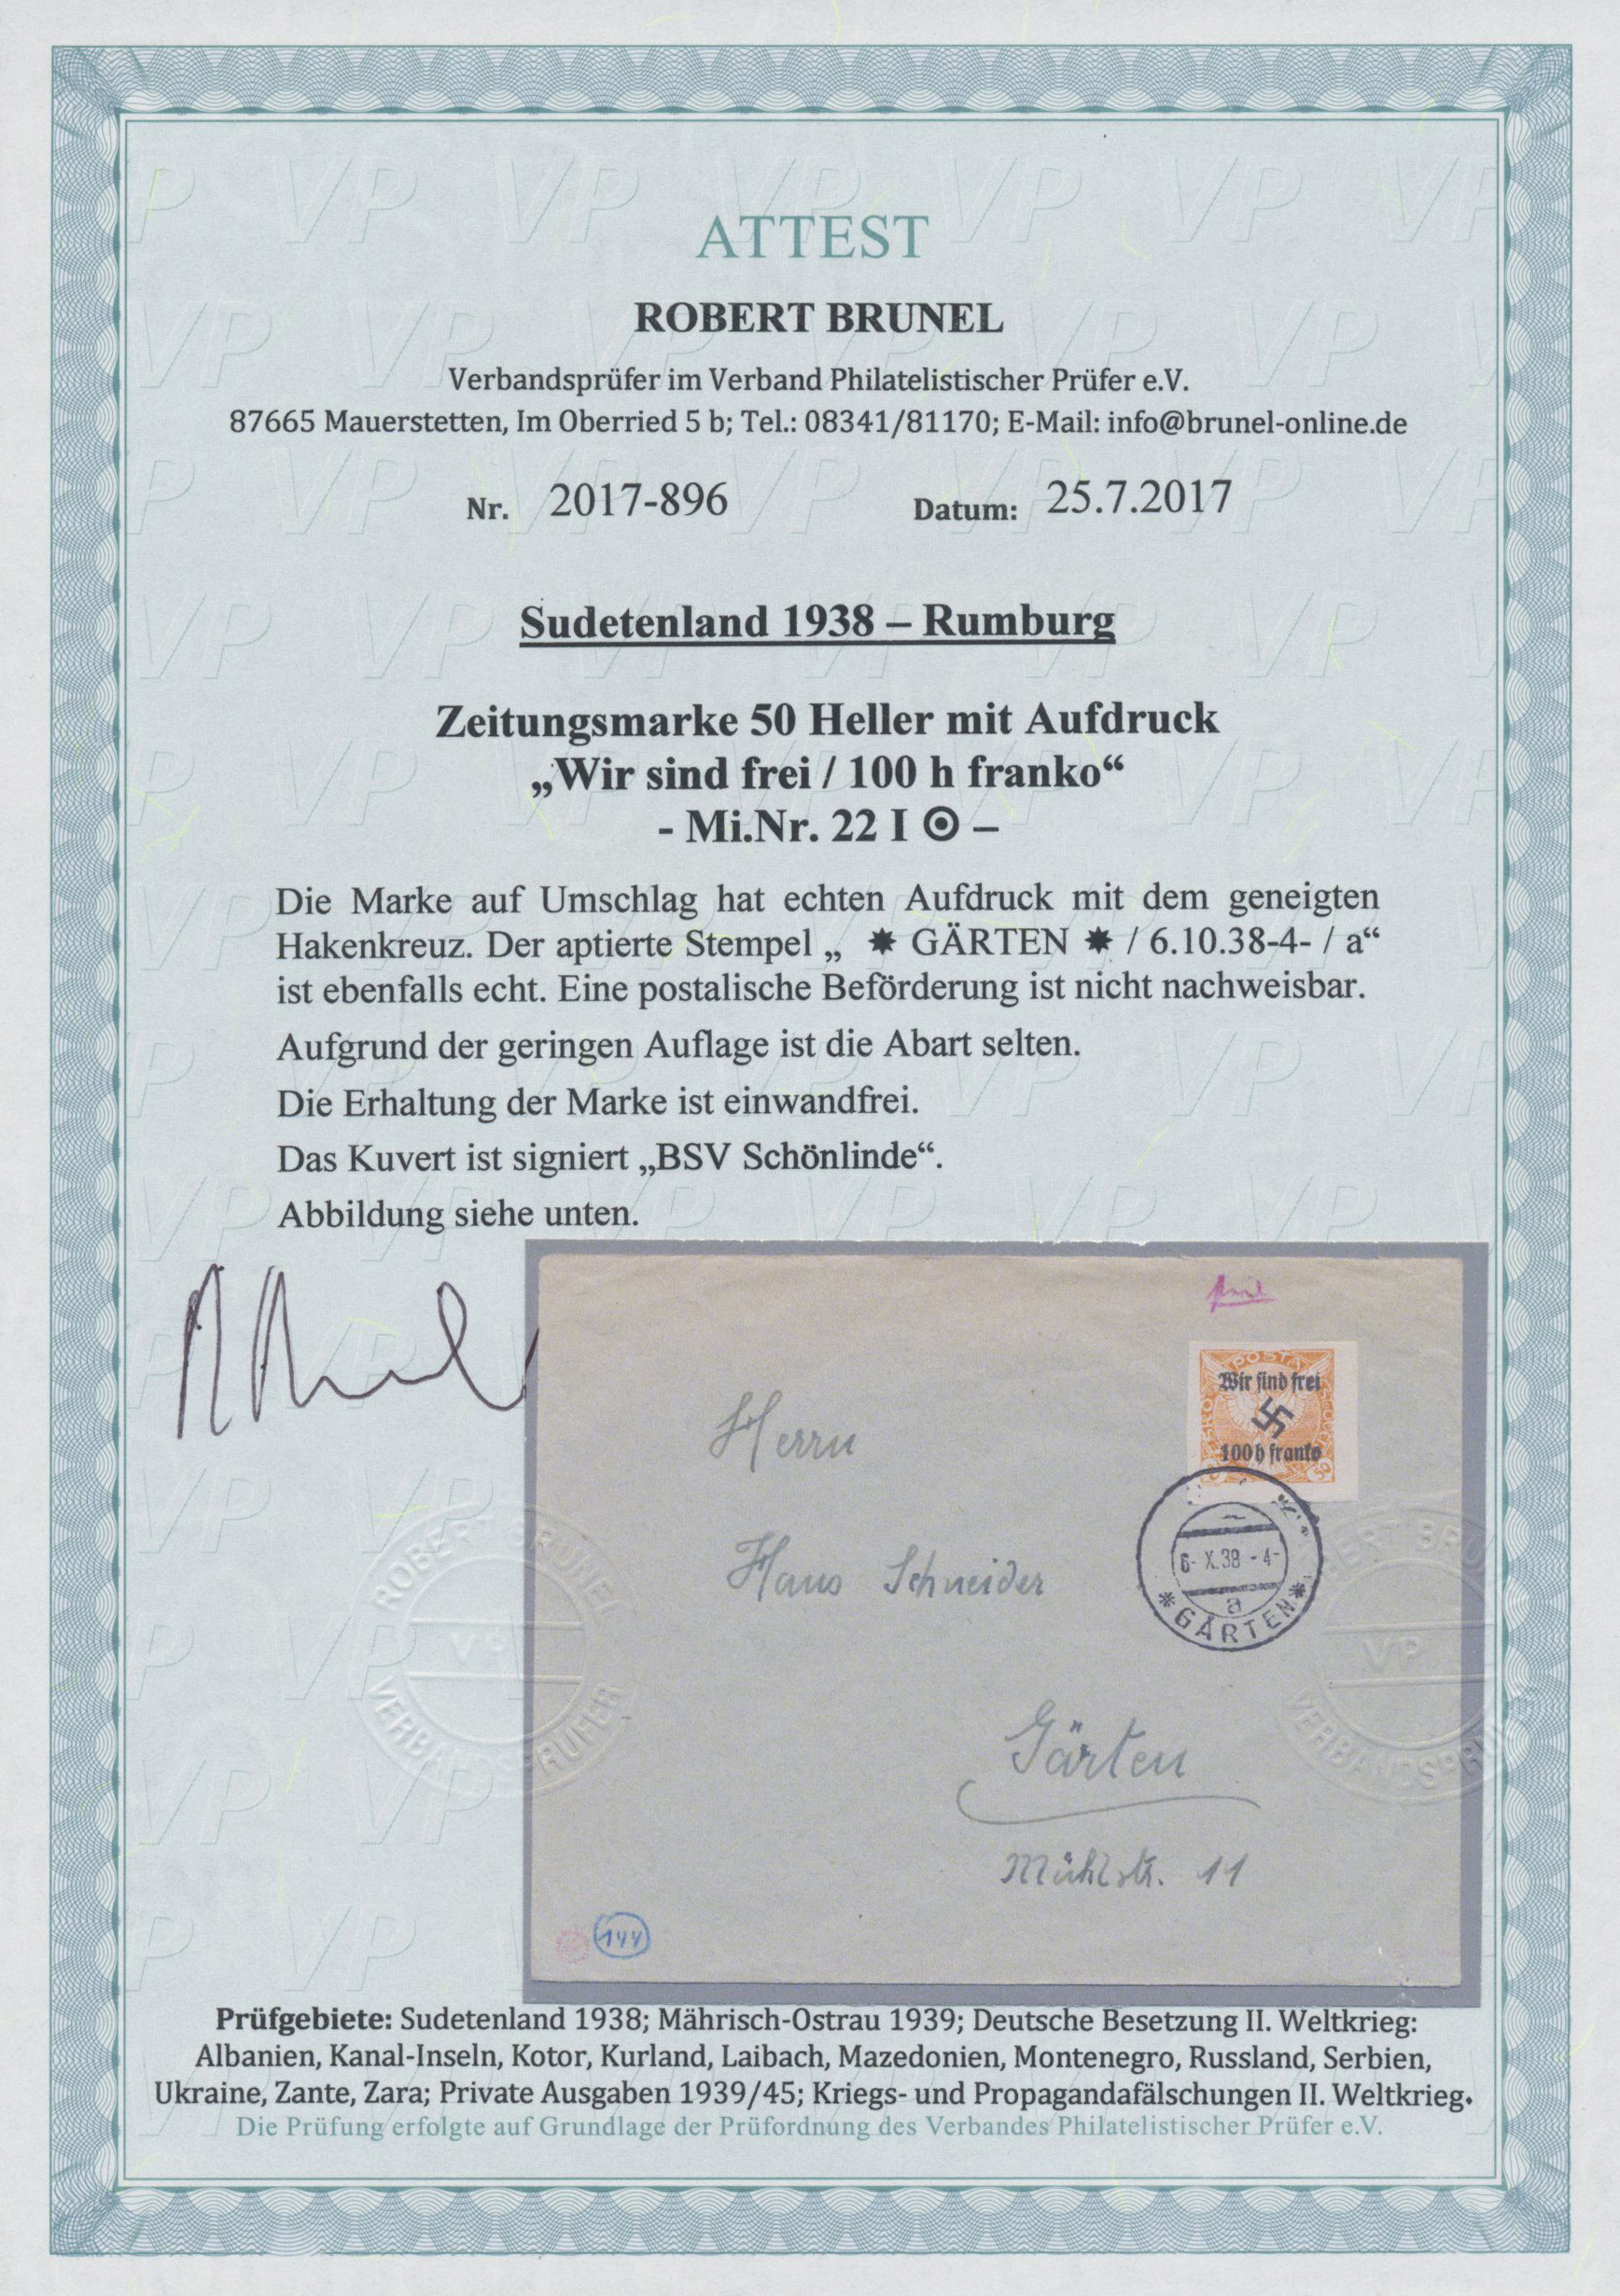 ATTEST
ROBERT BRUNEL
Verbandsprüfer im Verband Philatelistischer Prüfer e.V.
87665 Mauerstetten, Im Oberried 5 b; Tel.: 08341/81170; E-Mail: info@brunel-online.de
Nr. 2017-896 Datum: 25.7.2017
Sudetenland 1938 – Rumburg
Zeitungsmarke 50 Heller mit Aufdruck
„Wir sind frei / 100 h franko“
- Mi.Nr. 22 I ⊙ –
Die Marke auf Umschlag hat echten Aufdruck mit dem geneigten
Hakenkreuz. Der aptierte Stempel „ ✷ GÄRTEN ✷ / 6.10.38-4- / a“
ist ebenfalls echt. Eine postalische Beförderung ist nicht nachweisbar.
Aufgrund der geringen Auflage ist die Abart selten.
Die Erhaltung der Marke ist einwandfrei.
Das Kuvert ist signiert „BSV Schönlinde“.
Abbildung siehe unten.
POSTA
Wir sind frei
100 h franko
50
6- X.38 -4-
a
*GÄRTEN*
Herrn
Hans Schneider
Gärten
Mühlstr. 11
144
ROBERT BRUNEL
VP
VERBANDSPRÜFER
Prüfgebiete: Sudetenland 1938; Mährisch-Ostrau 1939; Deutsche Besetzung II. Weltkrieg:
Albanien, Kanal-Inseln, Kotor, Kurland, Laibach, Mazedonien, Montenegro, Russland, Serbien,
Ukraine, Zante, Zara; Private Ausgaben 1939/45; Kriegs- und Propagandafälschungen II. Weltkrieg.
Die Prüfung erfolgte auf Grundlage der Prüfordnung des Verbandes Philatelistischer Prüfer e.V.